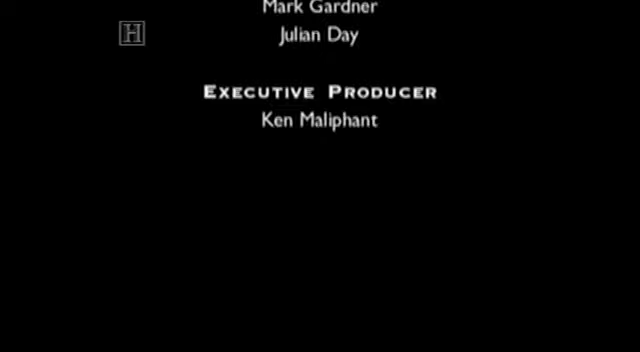 Mark Gardner
Julian Day
H
EXECUTIVE PRODUCER
Ken Maliphant